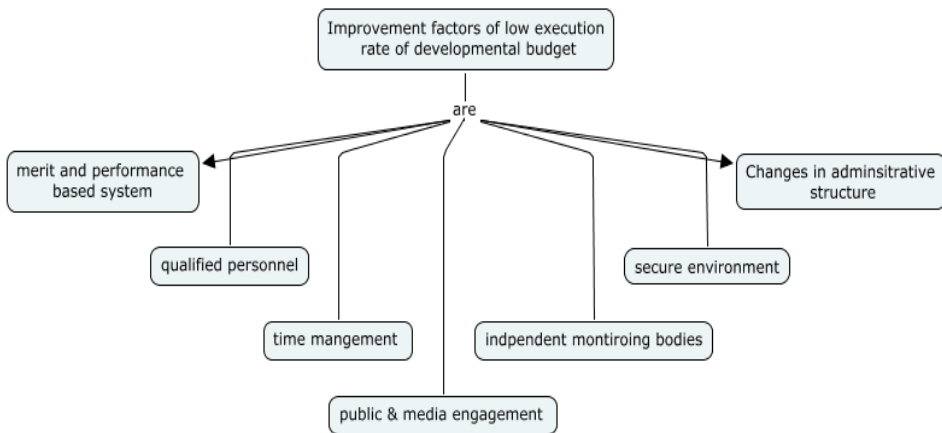 Improvement factors of low execution
rate of developmental budget
are
merit and performance
based system
Changes in adminsitrative
structure
qualified personnel
secure environment
time mangement
indpendent montiroing bodies
public & media engagement